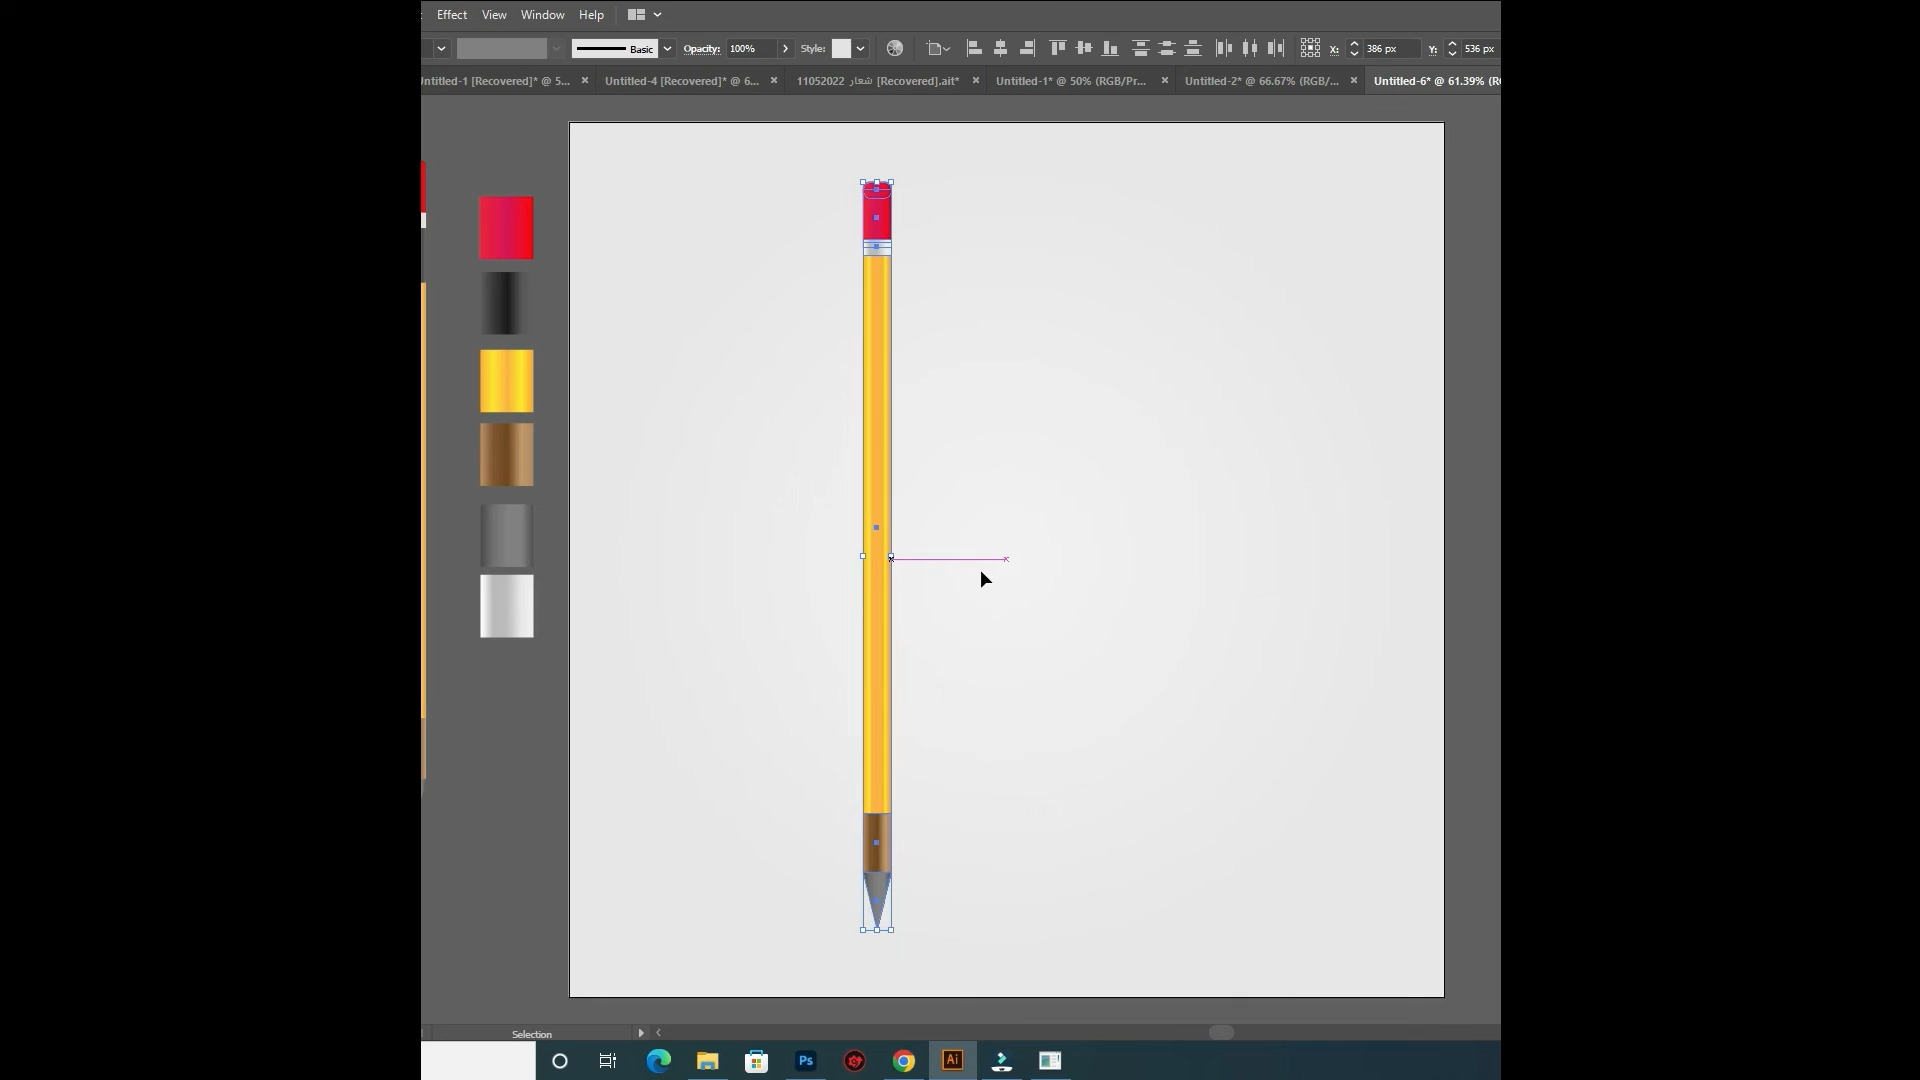 Effect View Window Help
Basic Opacity: 100% Style: X: 386 px Y: 536 px
Untitled-1 [Recovered]* @ 5... × Untitled-4 [Recovered]* @ 6... × 11052022 شعار [Recovered].ait* × Untitled-1* @ 50% (RGB/Pr... × Untitled-2* @ 66.67% (RGB/... × Untitled-6* @ 61.39% (R
Selection
Ps Ai